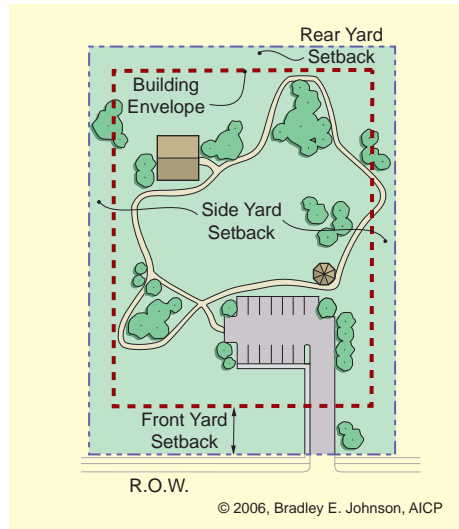 Rear Yard
Setback
Building
Envelope
Side Yard
Setback
Front Yard
Setback
R.O.W.
© 2006, Bradley E. Johnson, AICP